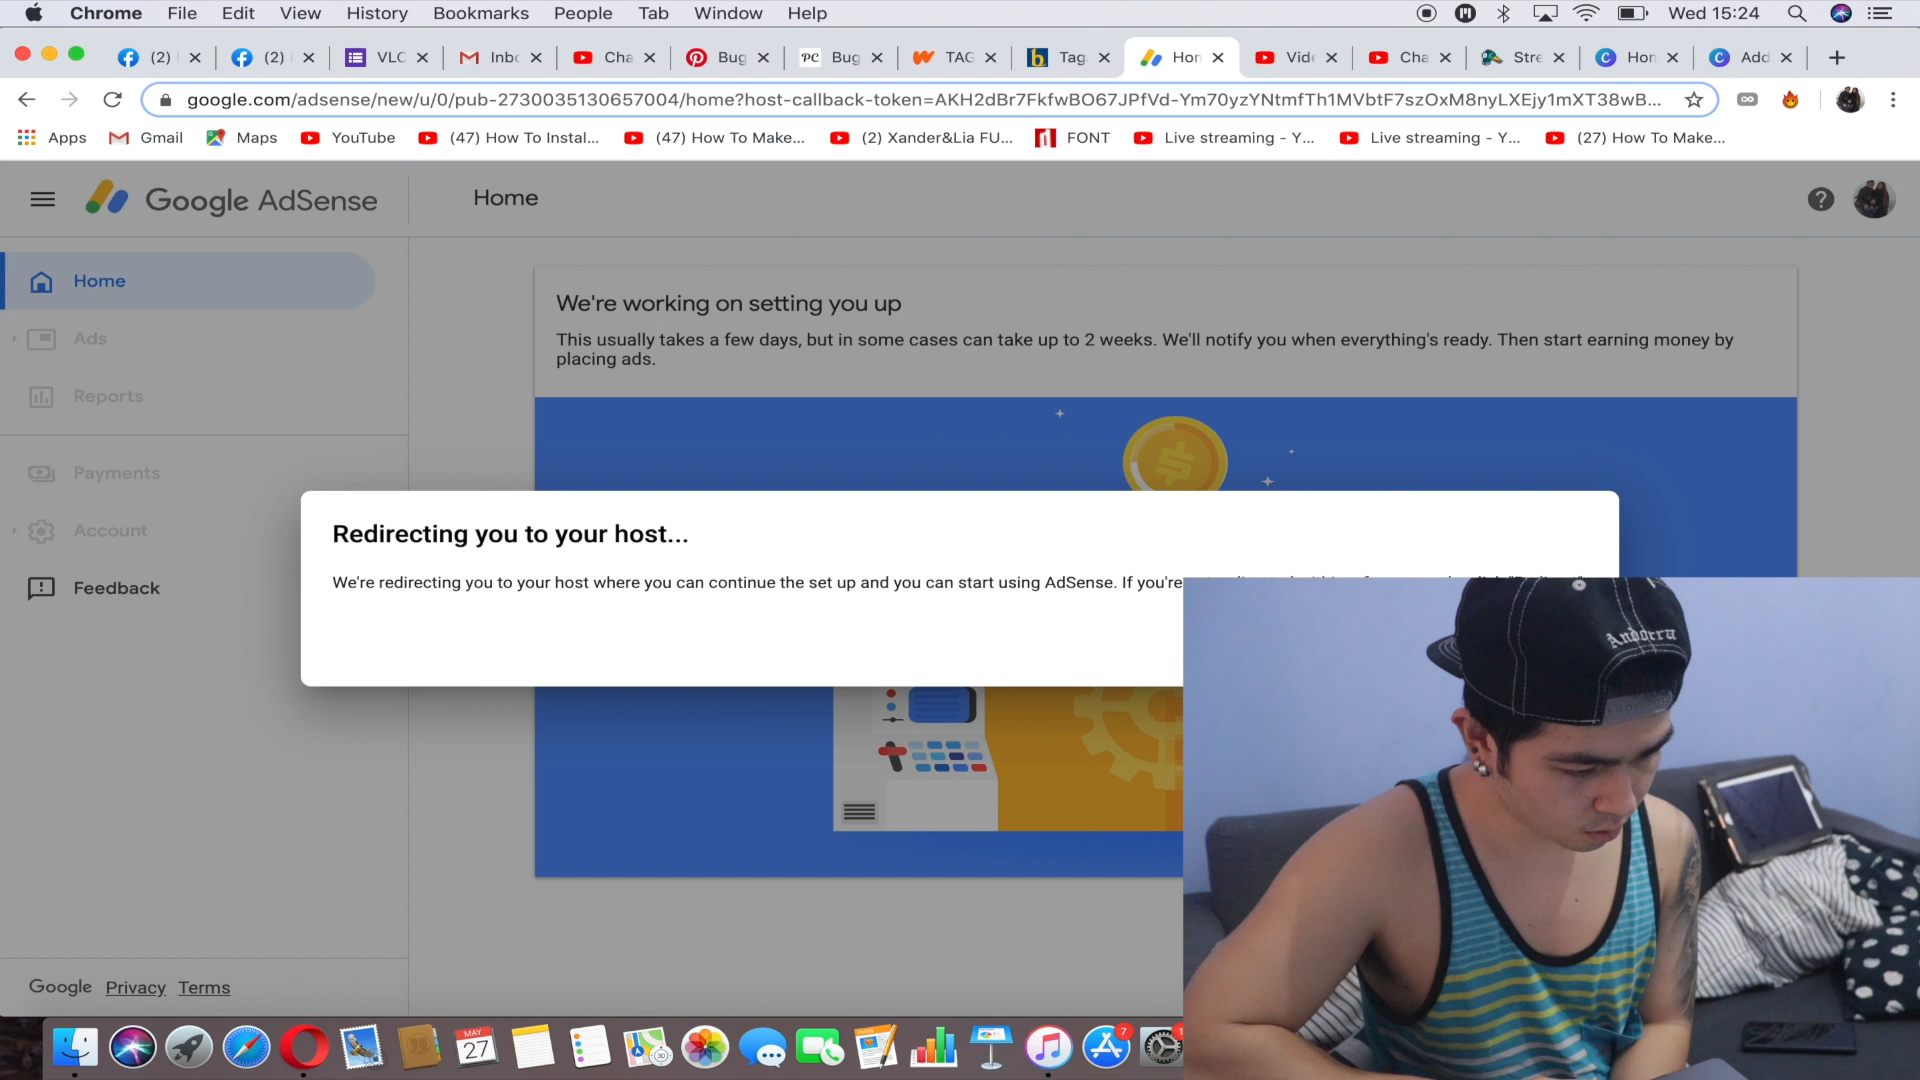 Chrome File Edit View History Bookmarks People Tab Window Help Wed 15:24
(2) (2) VLC Inbo Cha Bug PC Bug TAG b Tag Hon Vide Cha Stre Hon Add
google.com/adsense/new/u/0/pub-2730035130657004/home?host-callback-token=AKH2dBr7FkfwBO67JPfVd-Ym70yzYNtmfTh1MVbtF7szOxM8nyLXEjy1mXT38wB...
Apps Gmail Maps YouTube (47) How To Instal... (47) How To Make... (2) Xander&Lia FU... FONT Live streaming - Y... Live streaming - Y... (27) How To Make...
Google AdSense
Home
Home
Ads
Reports
Payments
Account
Feedback
We're working on setting you up
This usually takes a few days, but in some cases can take up to 2 weeks. We'll notify you when everything's ready. Then start earning money by
placing ads.
Redirecting you to your host...
We're redirecting you to your host where you can continue the set up and you can start using AdSense. If you're
Andorra
Google Privacy Terms
MAY
27
7
1